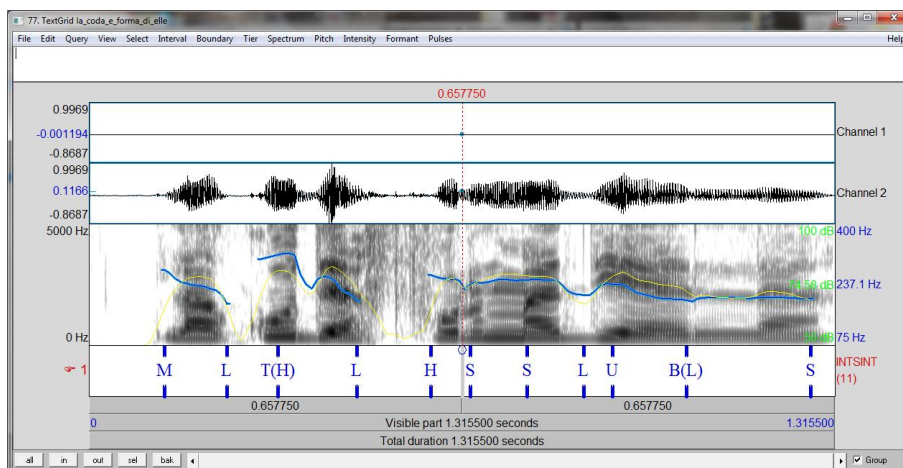 77. TextGrid la_coda_e_forma_di_elle
File Edit Query View Select Interval Boundary Tier Spectrum Pitch Intensity Formant Pulses Help
0.657750
0.9969
-0.001194
-0.8687
Channel 1
0.9969
0.1166
-0.8687
Channel 2
5000 Hz
100 dB 400 Hz
237.1 Hz
0 Hz
75 Hz
1 M L T(H) L H S S L U B(L) S
INTSINT
(11)
0.657750 0.657750
0 Visible part 1.315500 seconds 1.315500
Total duration 1.315500 seconds
all in out sel bak Group